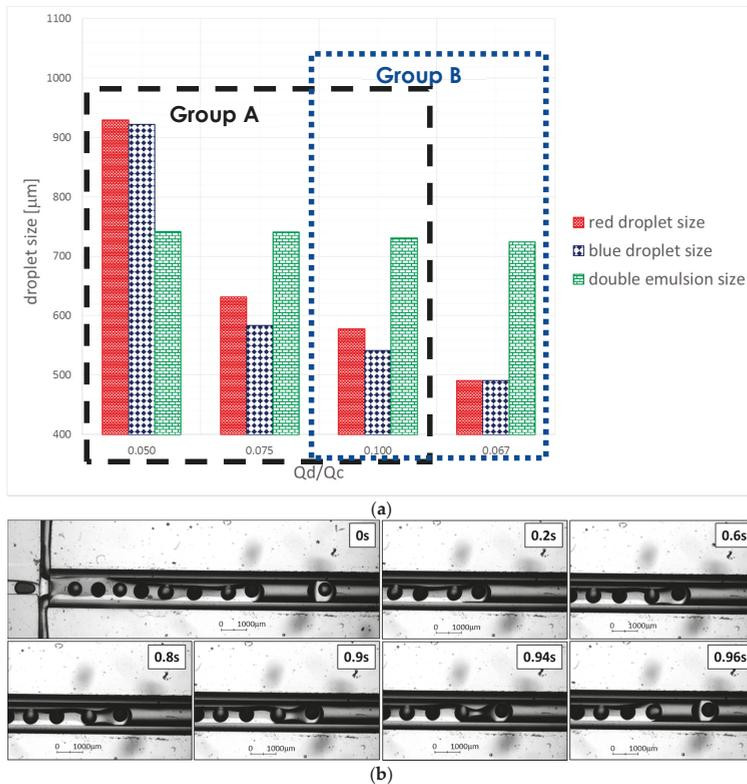 1100
1000
900
800
700
600
500
400
droplet size [µm]
Group A
Group B
red droplet size
blue droplet size
double emulsion size
0.050 0.075 0.100 0.067
Qd/Qc
(a)
0s
0 1000µm
0.2s
0 1000µm
0.6s
0 1000µm
0.8s
0 1000µm
0.9s
0 1000µm
0.94s
0 1000µm
0.96s
0 1000µm
(b)